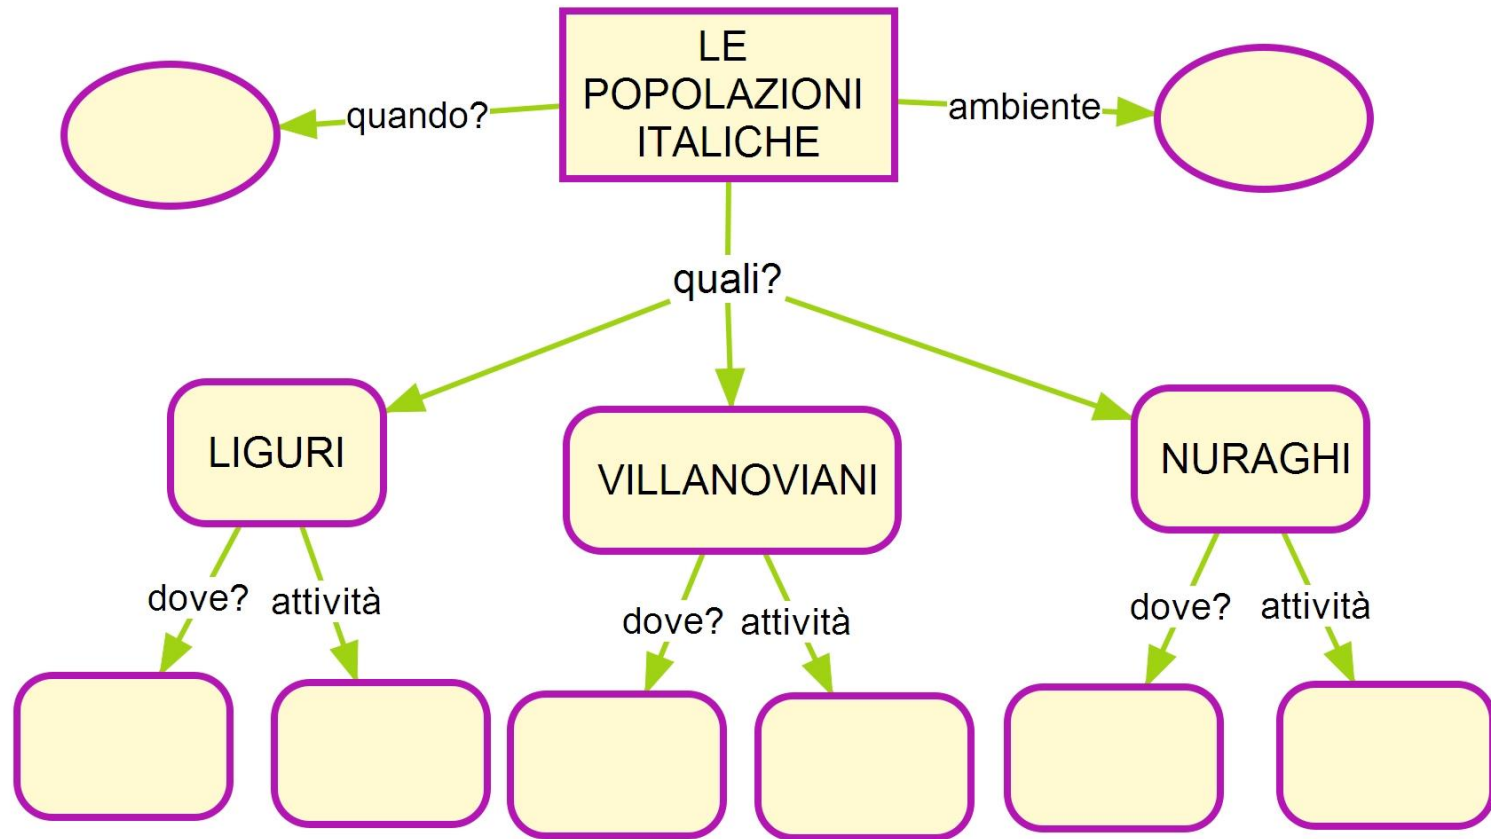 LE
POPOLAZIONI
ITALICHE
quando?
ambiente
quali?
LIGURI
VILLANOVIANI
NURAGHI
dove?
attività
dove?
attività
dove?
attività